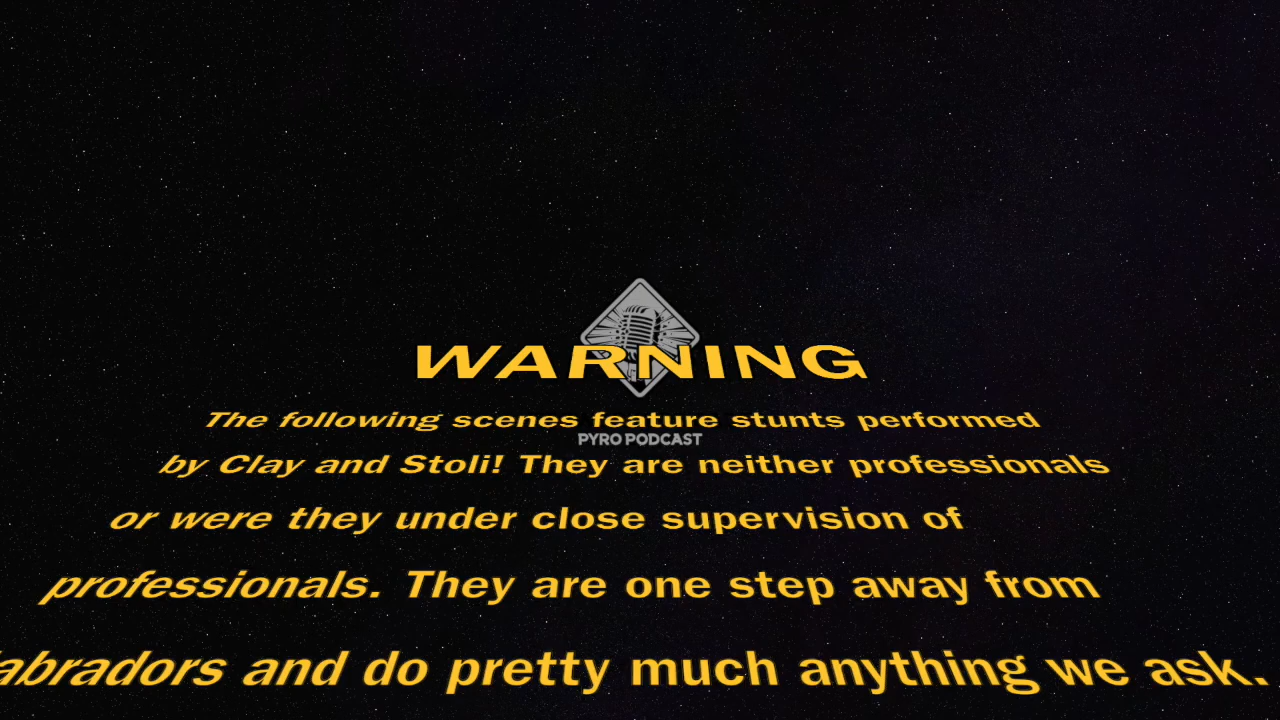 WARNING
The following scenes feature stunts performed
PYRO PODCAST
by Clay and Stoli! They are neither professionals
or were they under close supervision of
professionals. They are one step away from
labradors and do pretty much anything we ask.